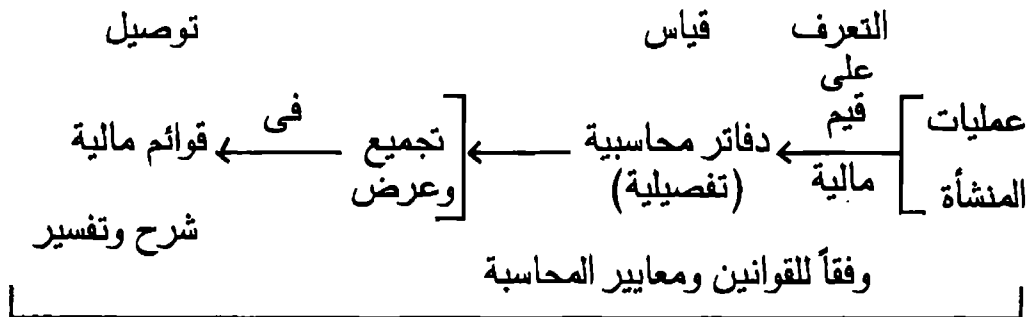 التعرف قياس توصيل
على
عمليات قيم دفاتر محاسبية تجميع فى قوائم مالية
المنشأة مالية (تفصيلية) وعرض
شرح وتفسير
وفقاً للقوانين ومعايير المحاسبة